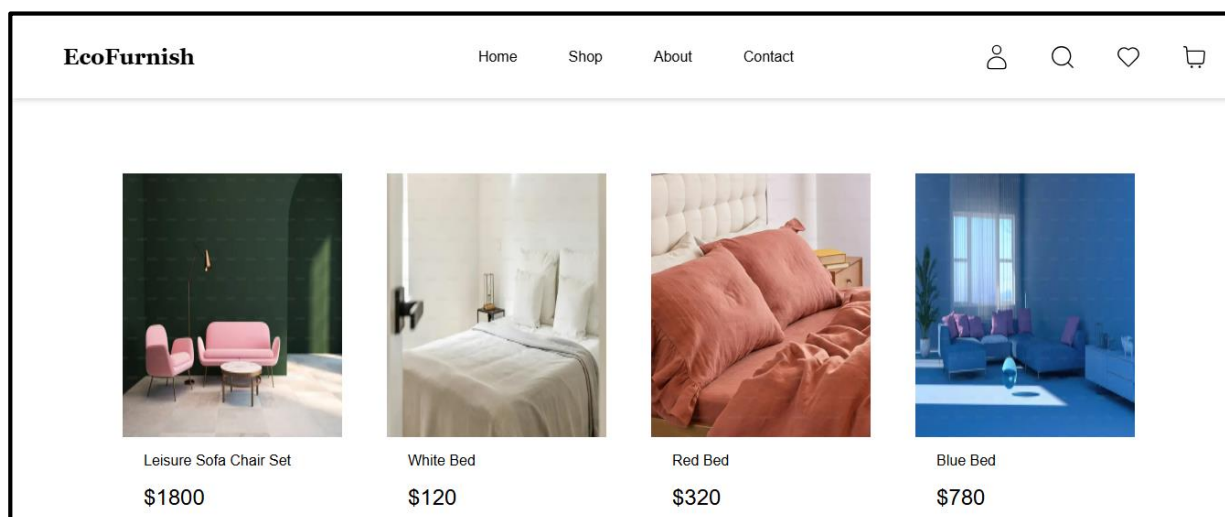 EcoFurnish Home Shop About Contact
Leisure Sofa Chair Set White Bed Red Bed Blue Bed
$1800 $120 $320 $780